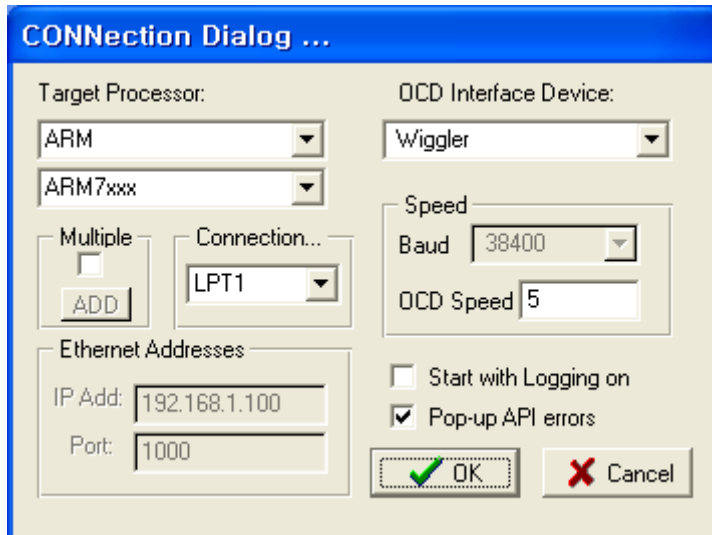 CONNection Dialog ...
Target Processor:
ARM
ARM7xxx
OCD Interface Device:
Wiggler
Multiple
ADD
Connection...
LPT1
Speed
Baud 38400
OCD Speed 5
Ethernet Addresses
IP Add: 192.168.1.100
Port: 1000
Start with Logging on
Pop-up API errors
OK
Cancel